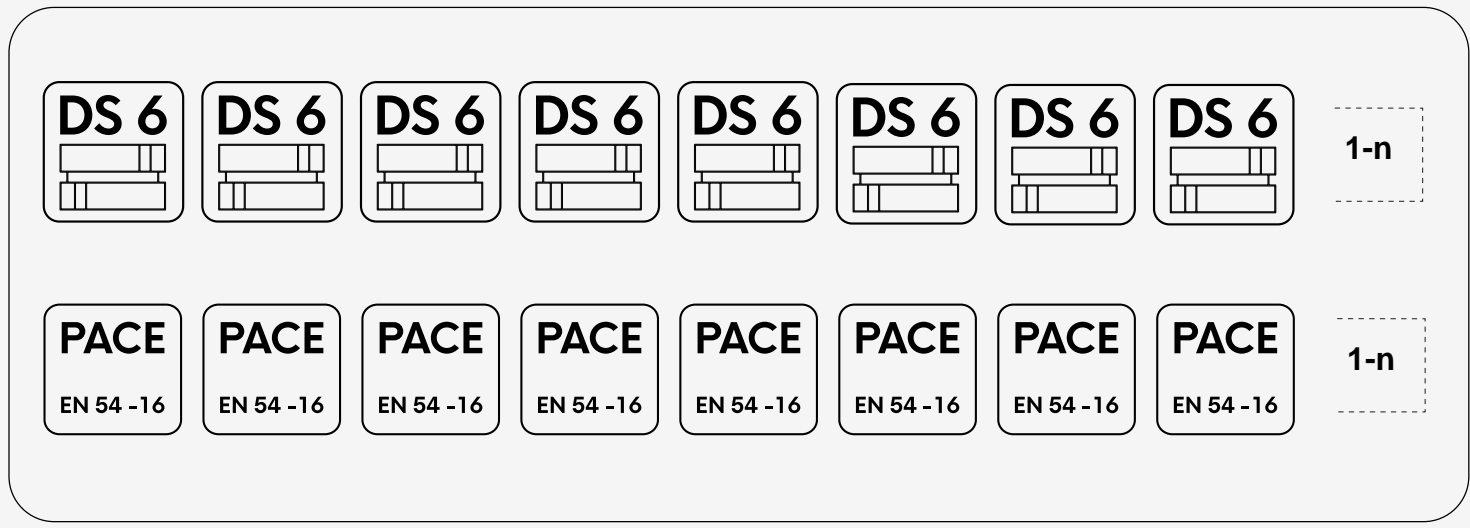 DS 6 DS 6 DS 6 DS 6 DS 6 DS 6 DS 6 DS 6
1-n
PACE PACE PACE PACE PACE PACE PACE PACE
1-n
EN 54 -16 EN 54 -16 EN 54 -16 EN 54 -16 EN 54 -16 EN 54 -16 EN 54 -16 EN 54 -16